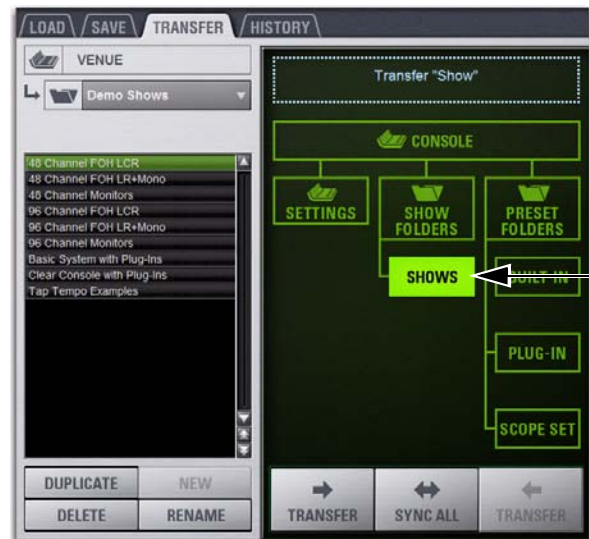 LOAD SAVE TRANSFER HISTORY
VENUE
Demo Shows
48 Channel FOH LCR
48 Channel FOH LR+Mono
48 Channel Monitors
96 Channel FOH LCR
96 Channel FOH LR+Mono
96 Channel Monitors
Basic System with Plug-Ins
Clear Console with Plug-Ins
Tap Tempo Examples
DUPLICATE NEW
DELETE RENAME
Transfer "Show"
CONSOLE
SETTINGS
SHOW
FOLDERS
PRESET
FOLDERS
SHOWS
BUILT-IN
PLUG-IN
SCOPE SET
TRANSFER SYNC ALL TRANSFER